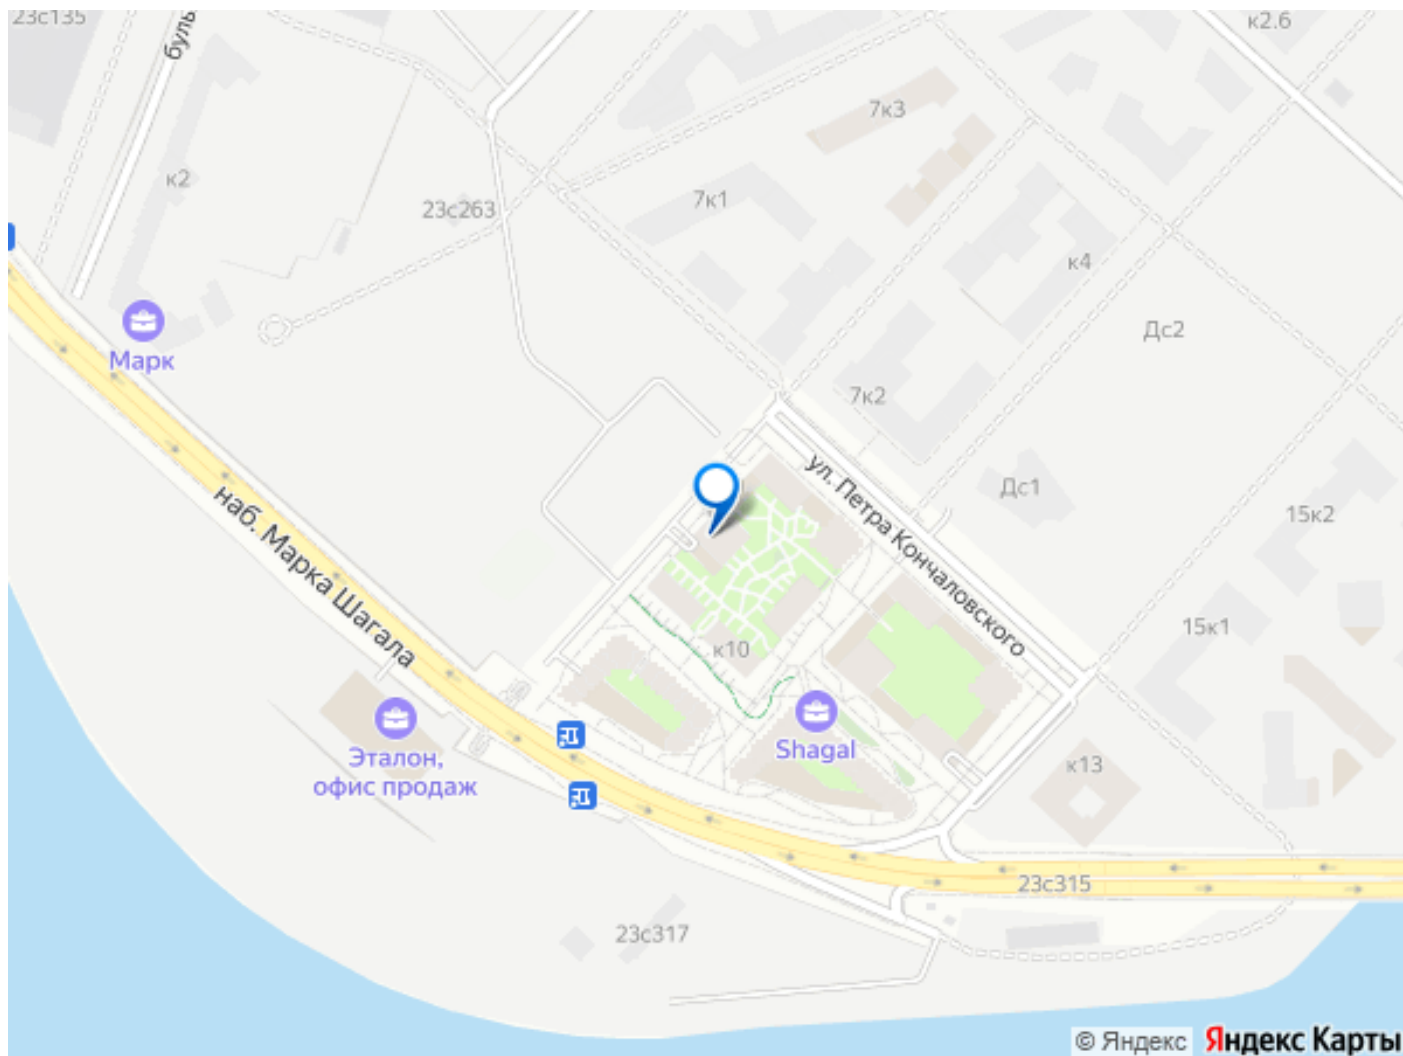 23с135
буль
к2.6
7к3
к2
7к1
23с263
к4
Марк
Дс2
7к2
ул. Петра Кончаловского
Дс1
наб. Марка Шагала
15к2
15к1
к10
Shagal
Эталон,
офис продаж
к13
23с315
23с317
© Яндекс Яндекс Карты